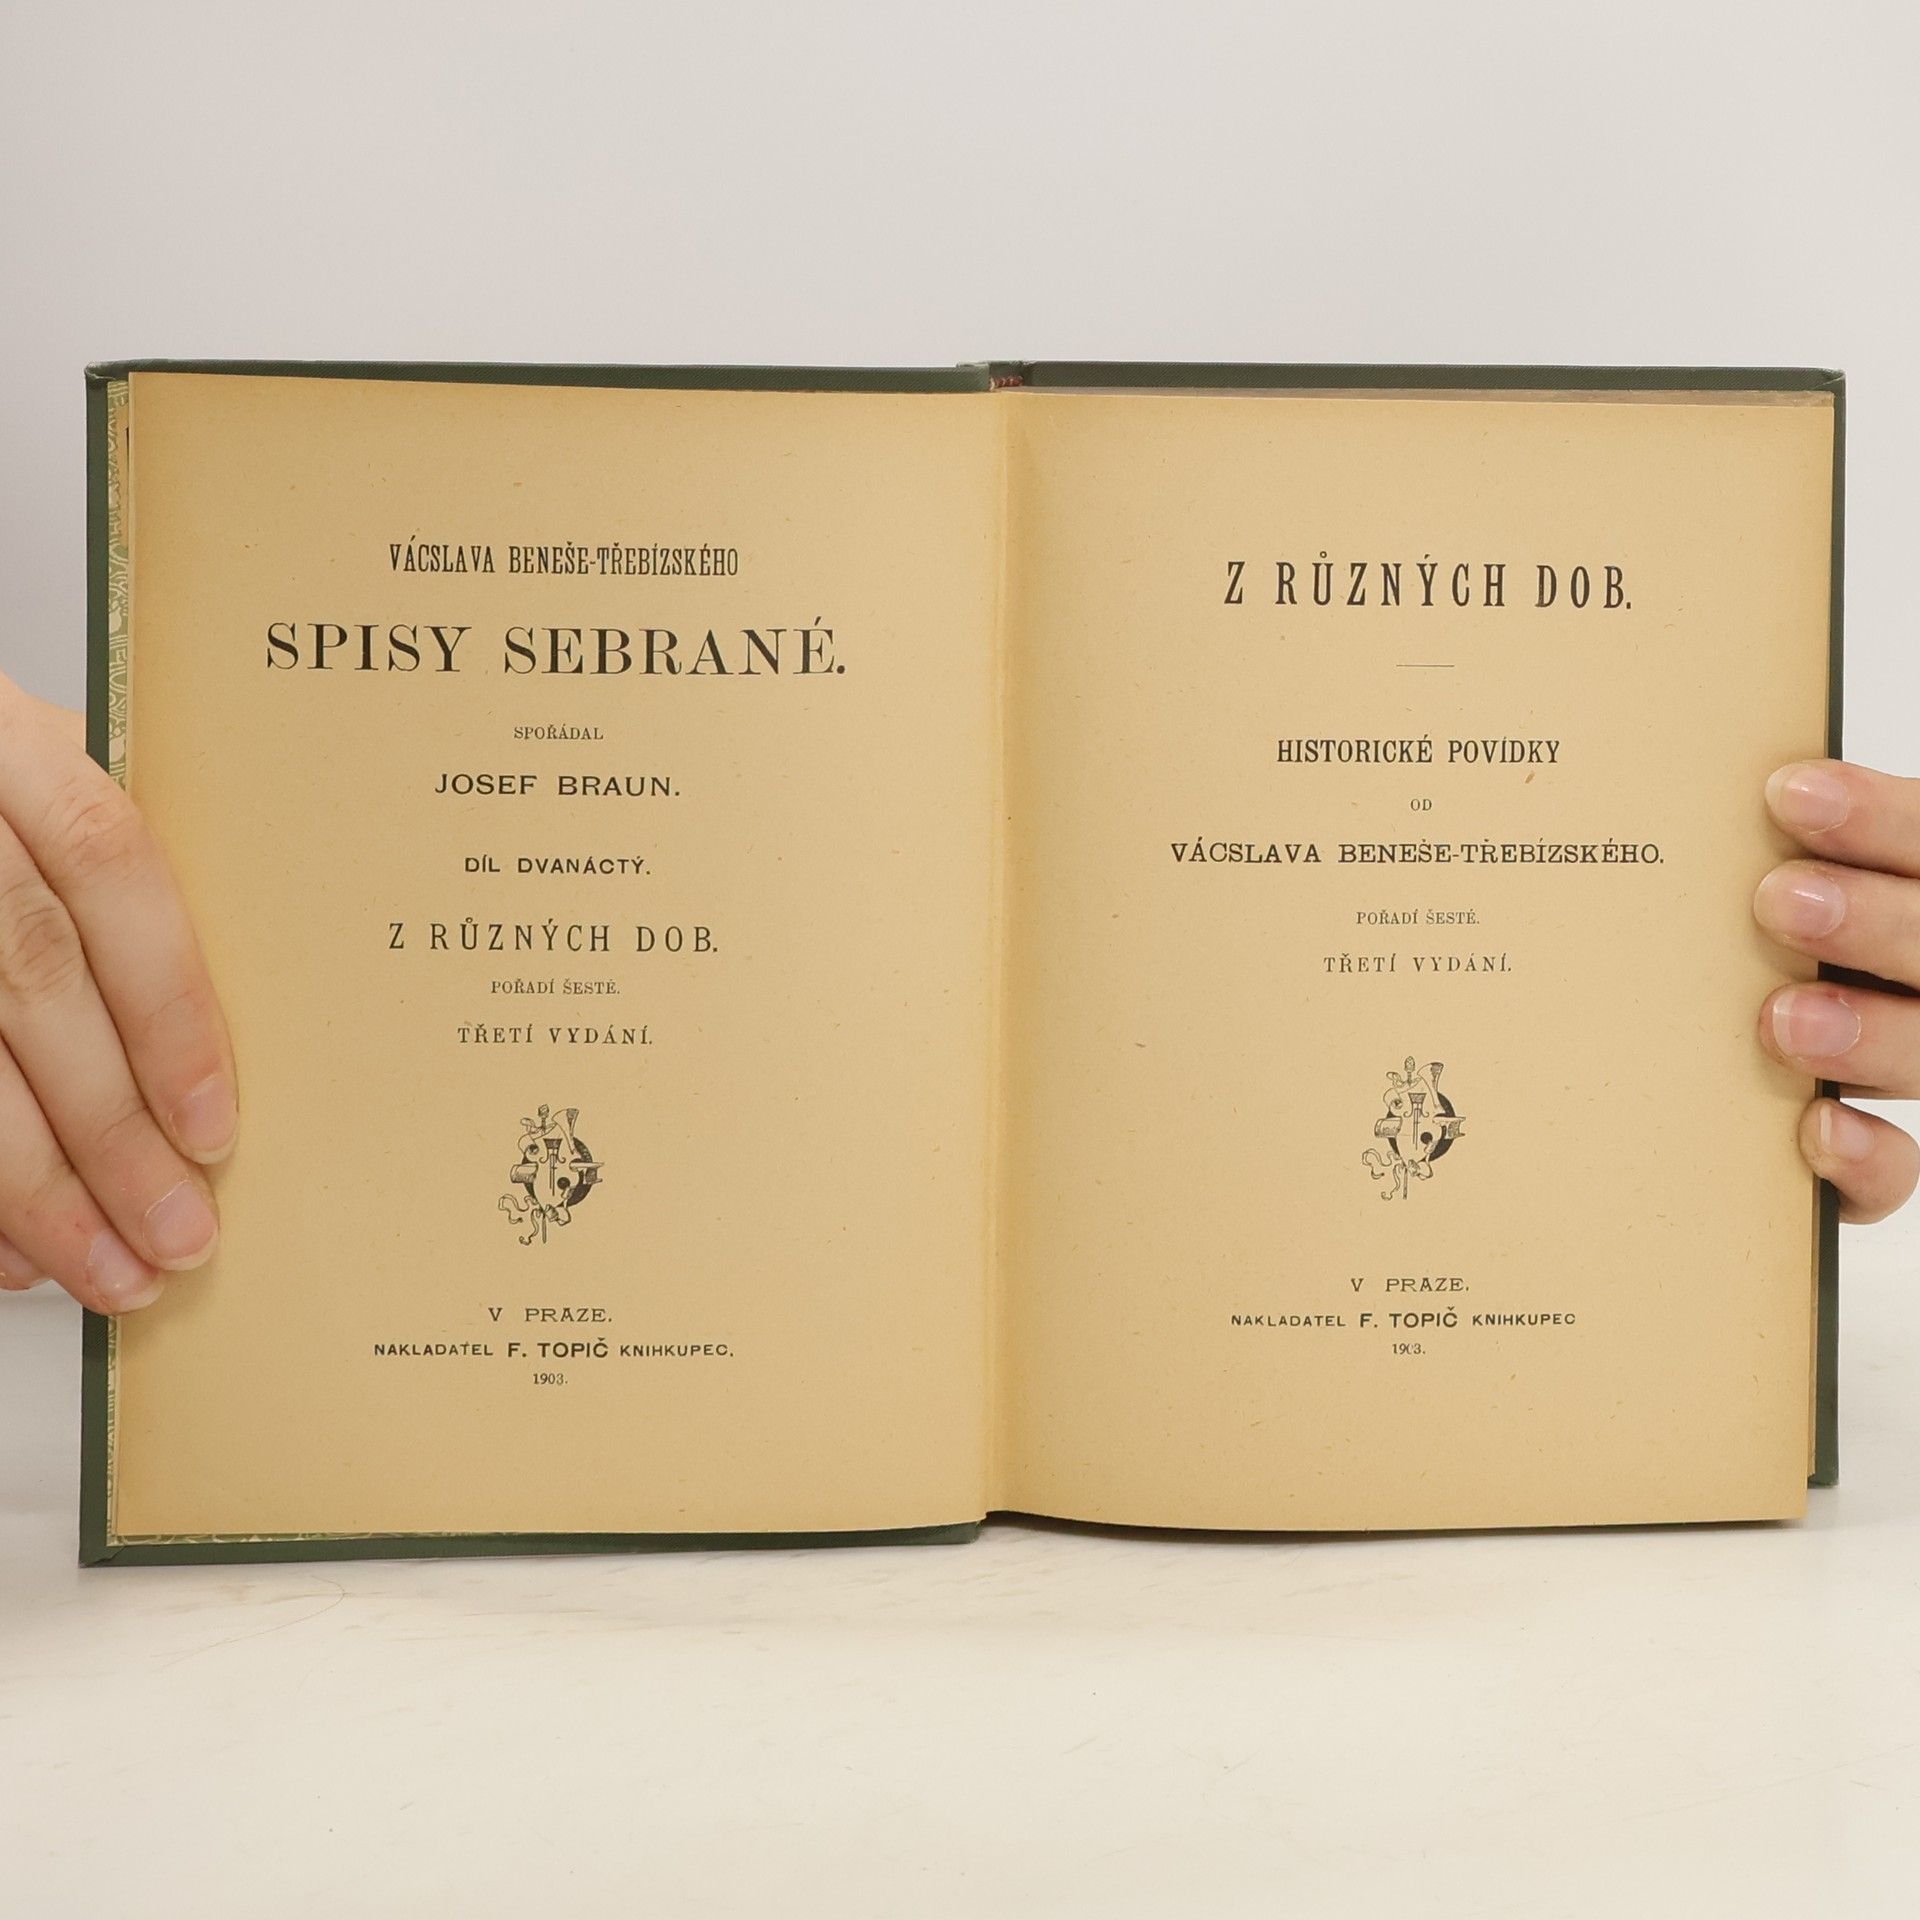 VÁCSLAVA BENEŠE-TŘEBÍZSKÉHO
SPISY SEBRANÉ.
SPOŘÁDAL
JOSEF BRAUN.
DÍL DVANÁCTÝ.
Z RŮZNÝCH DOB.
POŘADÍ ŠESTÉ.
TŘETÍ VYDÁNÍ.
V PRAZE.
NAKLADATEL F. TOPIČ KNIHKUPEC.
1903.
Z RŮZNÝCH DOB.
HISTORICKÉ POVÍDKY
OD
VÁCSLAVA BENEŠE-TŘEBÍZSKÉHO.
POŘADÍ ŠESTÉ.
TŘETÍ VYDÁNÍ.
V PRAZE.
NAKLADATEL F. TOPIČ KNIHKUPEC
1903.